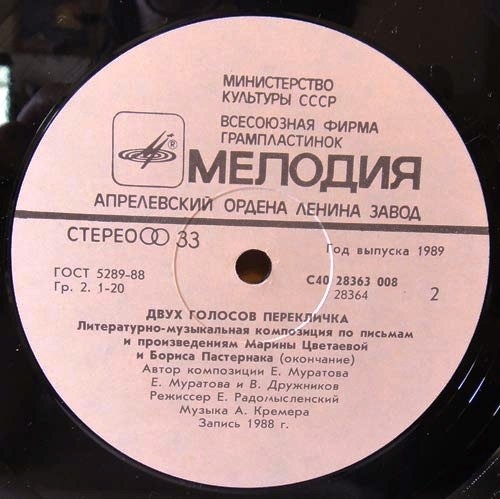 МИНИСТЕРСТВО
КУЛЬТУРЫ СССР
ВСЕСОЮЗНАЯ ФИРМА
ГРАМПЛАСТИНОК
®
МЕЛОДИЯ
АПРЕЛЕВСКИЙ ОРДЕНА ЛЕНИНА ЗАВОД
СТЕРЕО 33
Год выпуска 1989
ГОСТ 5289-88
Гр. 2. 1-20
С40 28363 008
28364
2
ДВУХ ГОЛОСОВ ПЕРЕКЛИЧКА
Литературно-музыкальная композиция по письмам
и произведениям Марины Цветаевой
и Бориса Пастернака (окончание)
Автор композиции Е. Муратова
Е. Муратова и В. Дружников
Режиссер Е. Радомысленский
Музыка А. Кремера
Запись 1988 г.